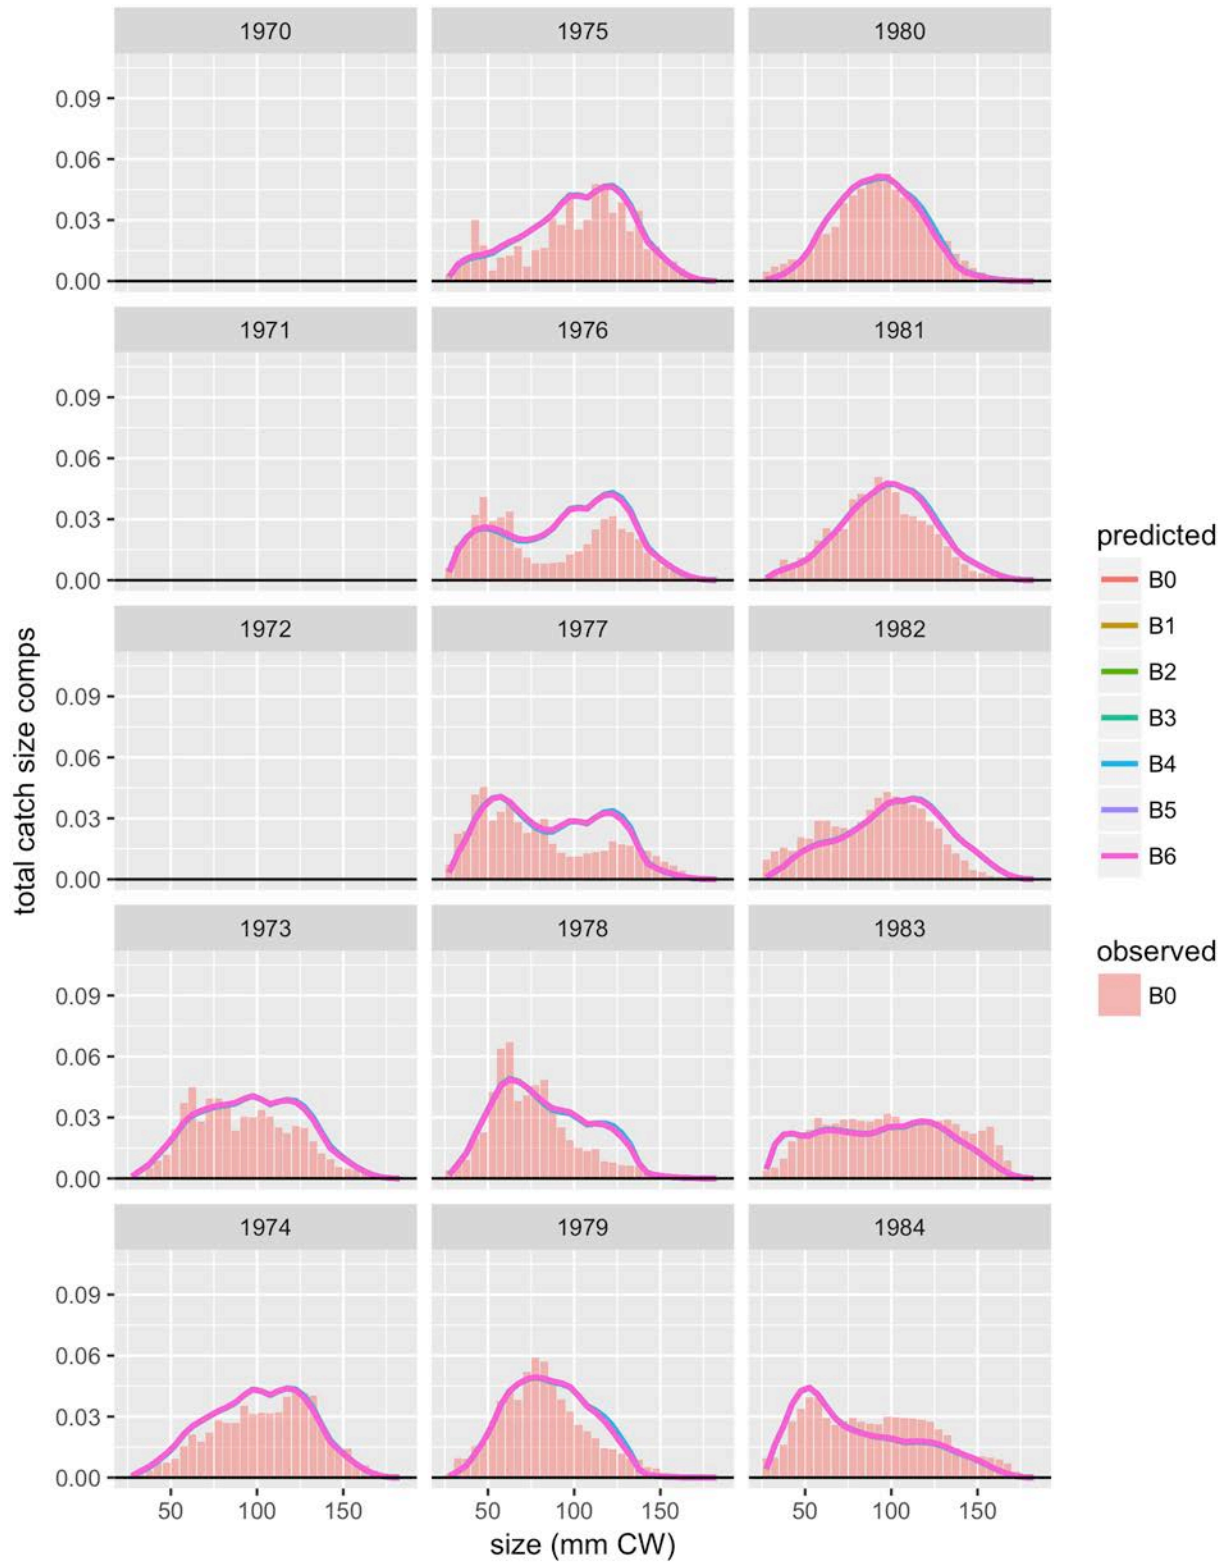 1970 1975 1980
0.09
0.06
0.03
0.00
1971 1976 1981
0.09
0.06
0.03
0.00
1972 1977 1982
0.09
0.06
0.03
0.00
1973 1978 1983
0.09
0.06
0.03
0.00
1974 1979 1984
0.09
0.06
0.03
0.00
50 100 150 50 100 150 50 100 150
size (mm CW)
total catch size comps
predicted
B0
B1
B2
B3
B4
B5
B6
observed
B0